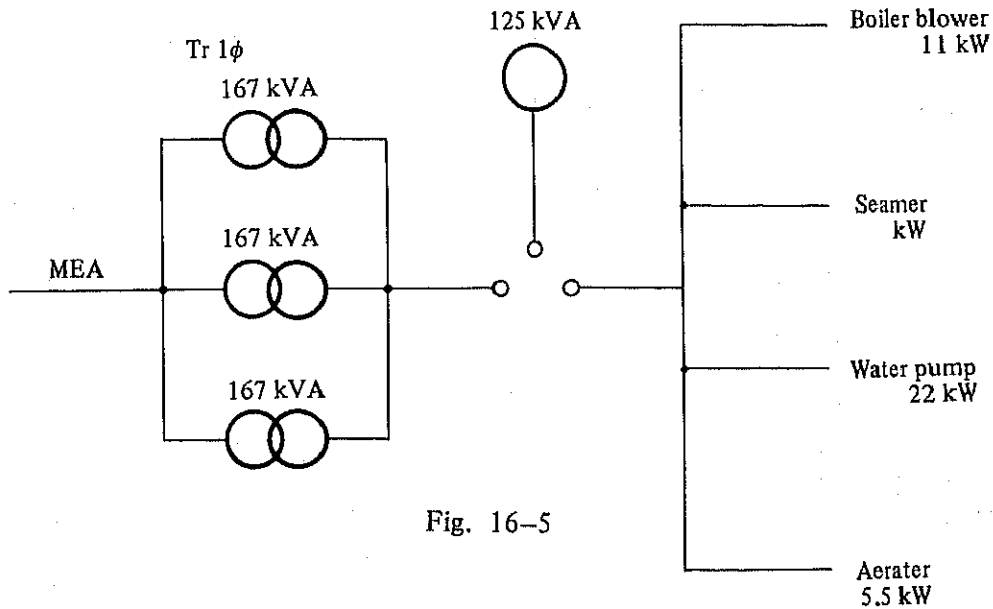 125 kVA
Tr 1ϕ
167 kVA
167 kVA
MEA
167 kVA
Boiler blower
11 kW
Seamer
kW
Water pump
22 kW
Aerater
5.5 kW
Fig. 16–5